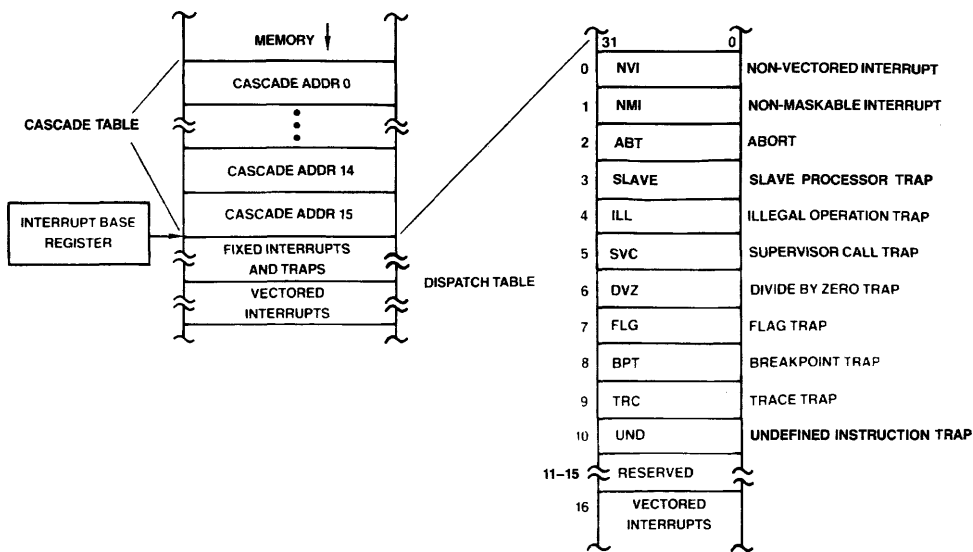 MEMORY
CASCADE ADDR 0
CASCADE TABLE
CASCADE ADDR 14
CASCADE ADDR 15
INTERRUPT BASE
REGISTER
FIXED INTERRUPTS
AND TRAPS
VECTORED
INTERRUPTS
DISPATCH TABLE
31 0
0 NVI NON-VECTORED INTERRUPT
1 NMI NON-MASKABLE INTERRUPT
2 ABT ABORT
3 SLAVE SLAVE PROCESSOR TRAP
4 ILL ILLEGAL OPERATION TRAP
5 SVC SUPERVISOR CALL TRAP
6 DVZ DIVIDE BY ZERO TRAP
7 FLG FLAG TRAP
8 BPT BREAKPOINT TRAP
9 TRC TRACE TRAP
10 UND UNDEFINED INSTRUCTION TRAP
11–15 RESERVED
16 VECTORED
INTERRUPTS